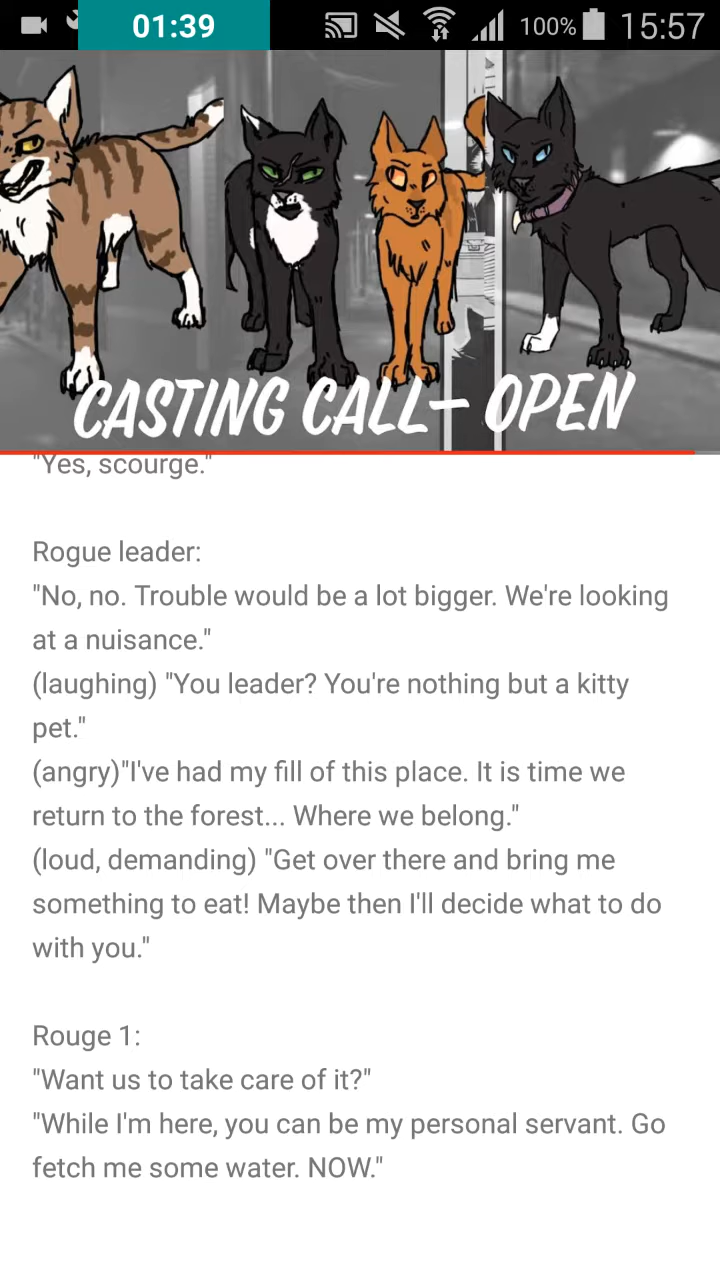 01:39
100%
15:57
CASTING CALL- OPEN
"Yes, scourge."
Rogue leader:
"No, no. Trouble would be a lot bigger. We're looking
at a nuisance."
(laughing) "You leader? You're nothing but a kitty
pet."
(angry)"I've had my fill of this place. It is time we
return to the forest... Where we belong."
(loud, demanding) "Get over there and bring me
something to eat! Maybe then I'll decide what to do
with you."
Rouge 1:
"Want us to take care of it?"
"While I'm here, you can be my personal servant. Go
fetch me some water. NOW."